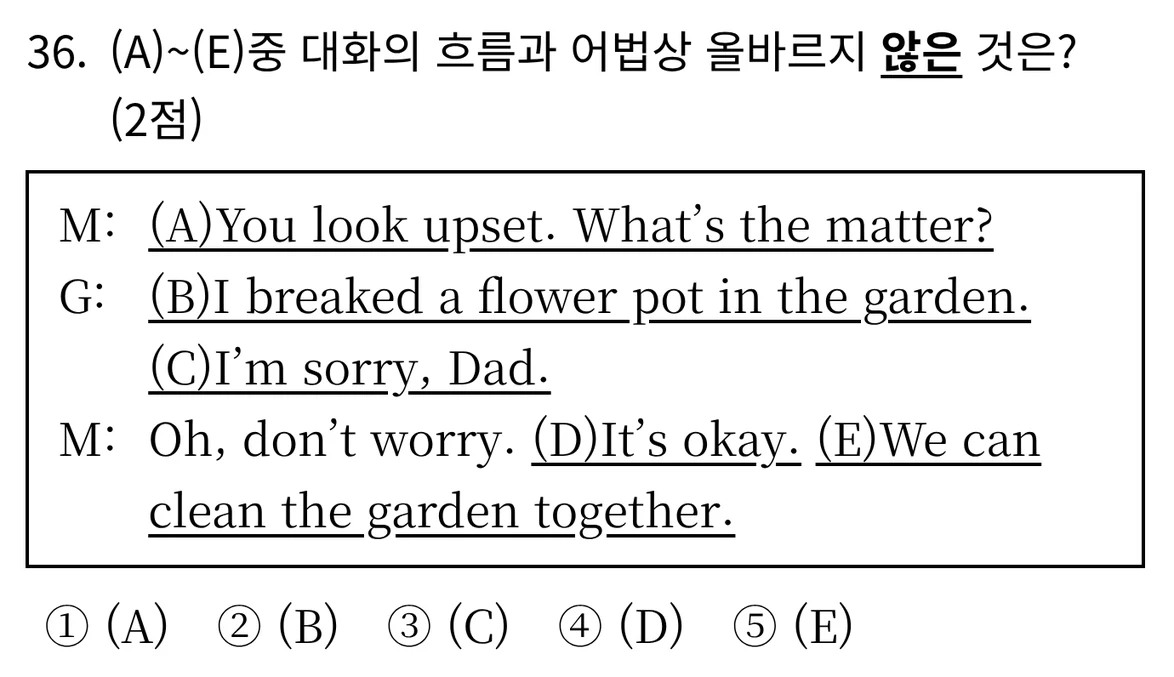 36. (A)~(E)중 대화의 흐름과 어법상 올바르지 않은 것은?
(2점)
M: (A)You look upset. What’s the matter?
G: (B)I breaked a flower pot in the garden.
(C)I’m sorry, Dad.
M: Oh, don’t worry. (D)It’s okay. (E)We can
clean the garden together.
① (A) ② (B) ③ (C) ④ (D) ⑤ (E)